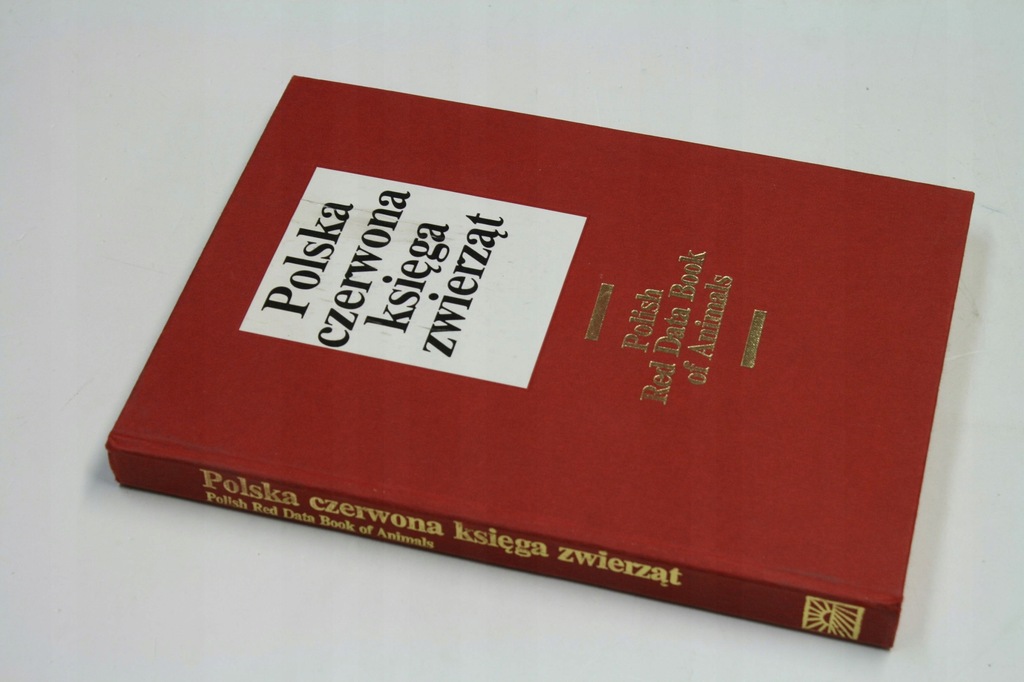 Polska
czerwona
księga
zwierząt
Polish
Red Data Book
of Animals
Polska czerwona księga zwierząt
Polish Red Data Book of Animals